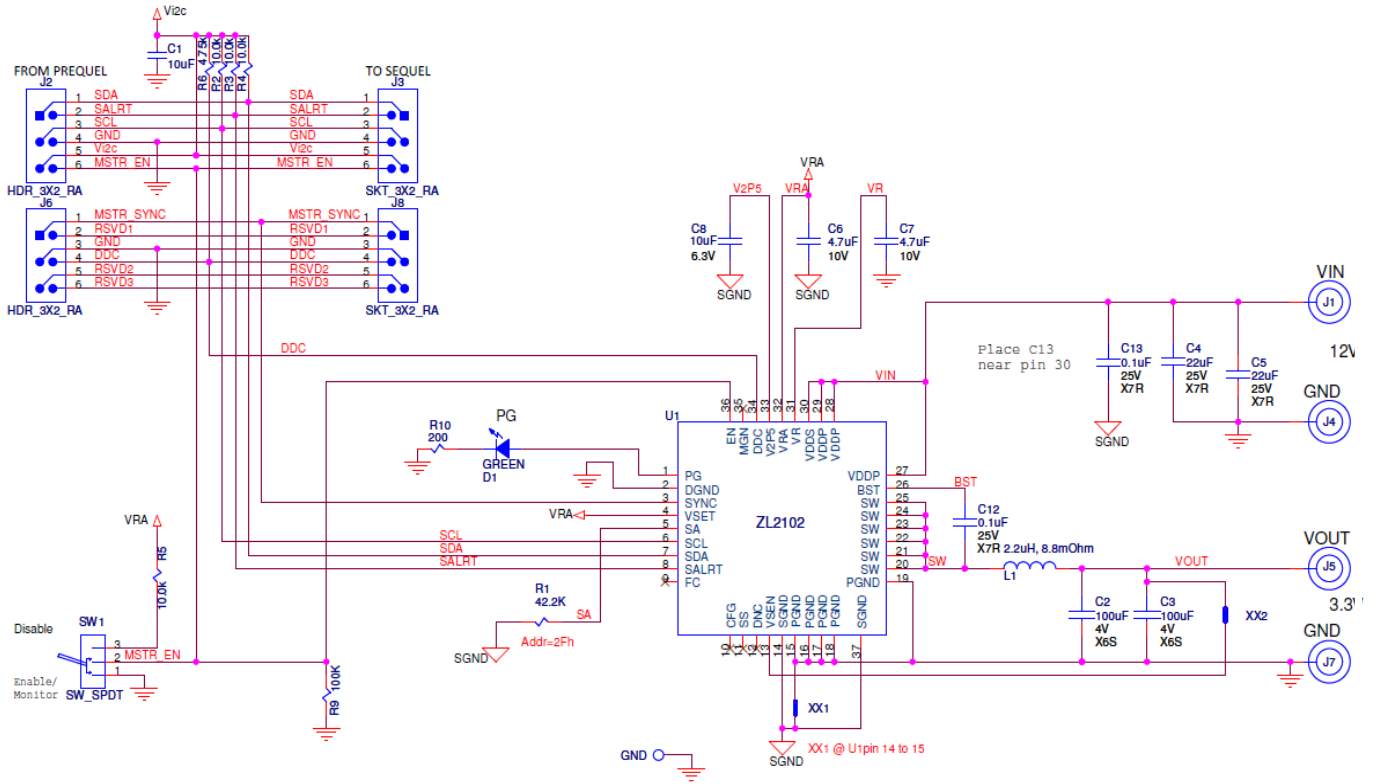 Vi2c
C1
10uF
R6 4.75k
R2 10.0k
R3 10.0k
R4 10.0k
FROM PREQUEL
TO SEQUEL
J2
J3
1 SDA SDA 1
2 SALRT SALRT 2
3 SCL SCL 3
4 GND GND 4
5 Vi2c Vi2c 5
6 MSTR_EN MSTR_EN 6
HDR_3X2_RA
SKT_3X2_RA
J6
J8
1 MSTR_SYNC MSTR_SYNC 1
2 RSVD1 RSVD1 2
3 GND GND 3
4 DDC DDC 4
5 RSVD2 RSVD2 5
6 RSVD3 RSVD3 6
HDR_3X2_RA
SKT_3X2_RA
VRA
V2P5
VRA
VR
C8
10uF
6.3V
SGND
C6
4.7uF
10V
SGND
C7
4.7uF
10V
VIN
J1
12V
GND
J4
Place C13
near pin 30
C13
0.1uF
25V
X7R
SGND
C4
22uF
25V
X7R
C5
22uF
25V
X7R
DDC
VIN
PG
R10
200
GREEN
D1
U1
36 35 34 33 32 31 30 29 28
EN MGN DDC V2P5 VRA VR VDDS VDDP VDDP
1 PG
2 DGND
3 SYNC
4 VSET
5 SA
6 SCL
7 SDA
8 SALRT
9 FC
ZL2102
VDDP 27
BST 26
SW 25
SW 24
SW 23
SW 22
SW 21
SW 20
PGND 19
CFG SS DNC VSEN SGND PGND PGND PGND PGND SGND
10 11 12 13 14 15 16 17 18 37
VRA
SCL
SDA
SALRT
R1
42.2K
SA
SGND
Addr=2Fh
BST
C12
0.1uF
25V
X7R
2.2uH, 8.8mOhm
SW
L1
VOUT
VOUT
J5
3.3V
GND
J7
C2
100uF
4V
X6S
C3
100uF
4V
X6S
XX2
VRA
R5
10.0k
Disable
SW1
3
2 MSTR_EN
1
Enable/
Monitor
SW_SPDT
R9 100K
XX1
SGND
XX1 @ U1pin 14 to 15
GND